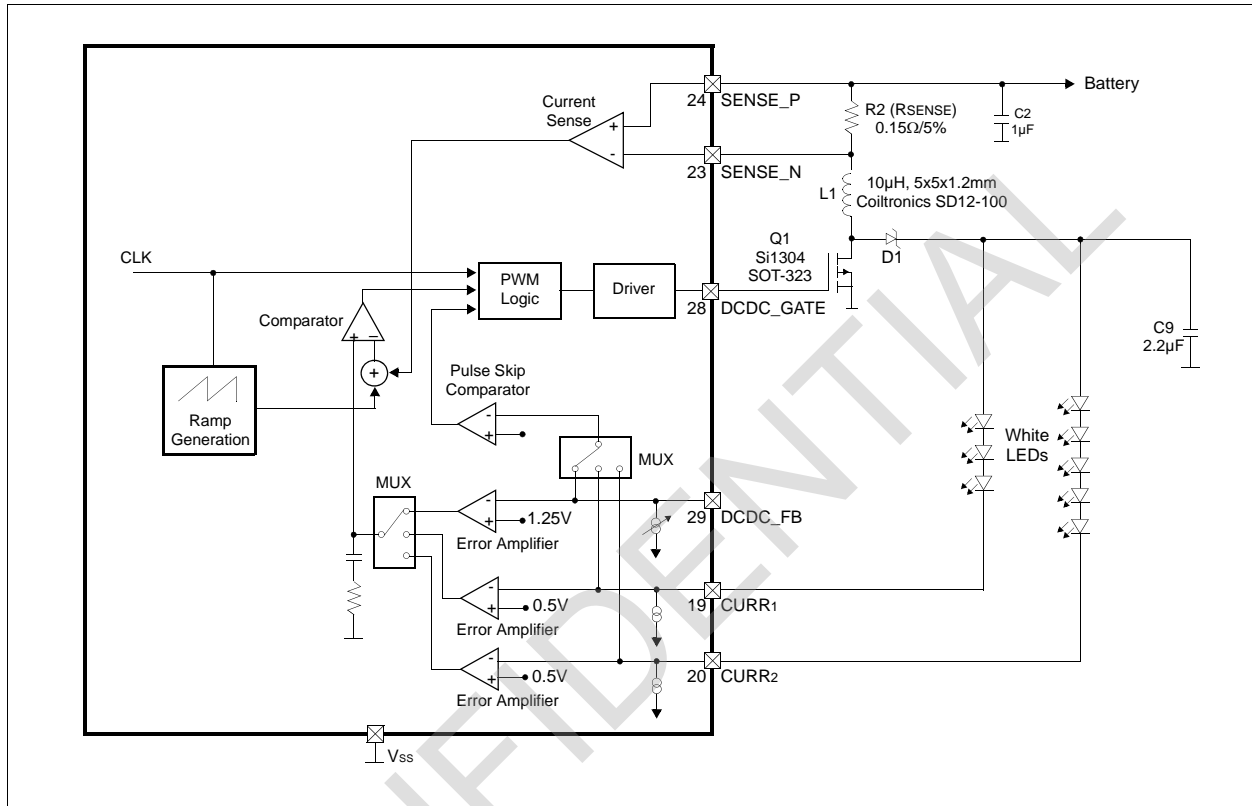 24 SENSE_P
Battery
Current
Sense
+
-
R2 (RSENSE)
0.15Ω/5%
C2
1µF
23 SENSE_N
L1
10µH, 5x5x1.2mm
Coiltronics SD12-100
CLK
Q1
Si1304
SOT-323
D1
PWM
Logic
Driver
28 DCDC_GATE
Comparator
+ -
+
C9
2.2µF
Ramp
Generation
Pulse Skip
Comparator
-
+
MUX
White
LEDs
MUX
-
+
1.25V
Error Amplifier
29 DCDC_FB
-
+
0.5V
Error Amplifier
19 CURR1
-
+
0.5V
Error Amplifier
20 CURR2
VSS
FIDENTIAL